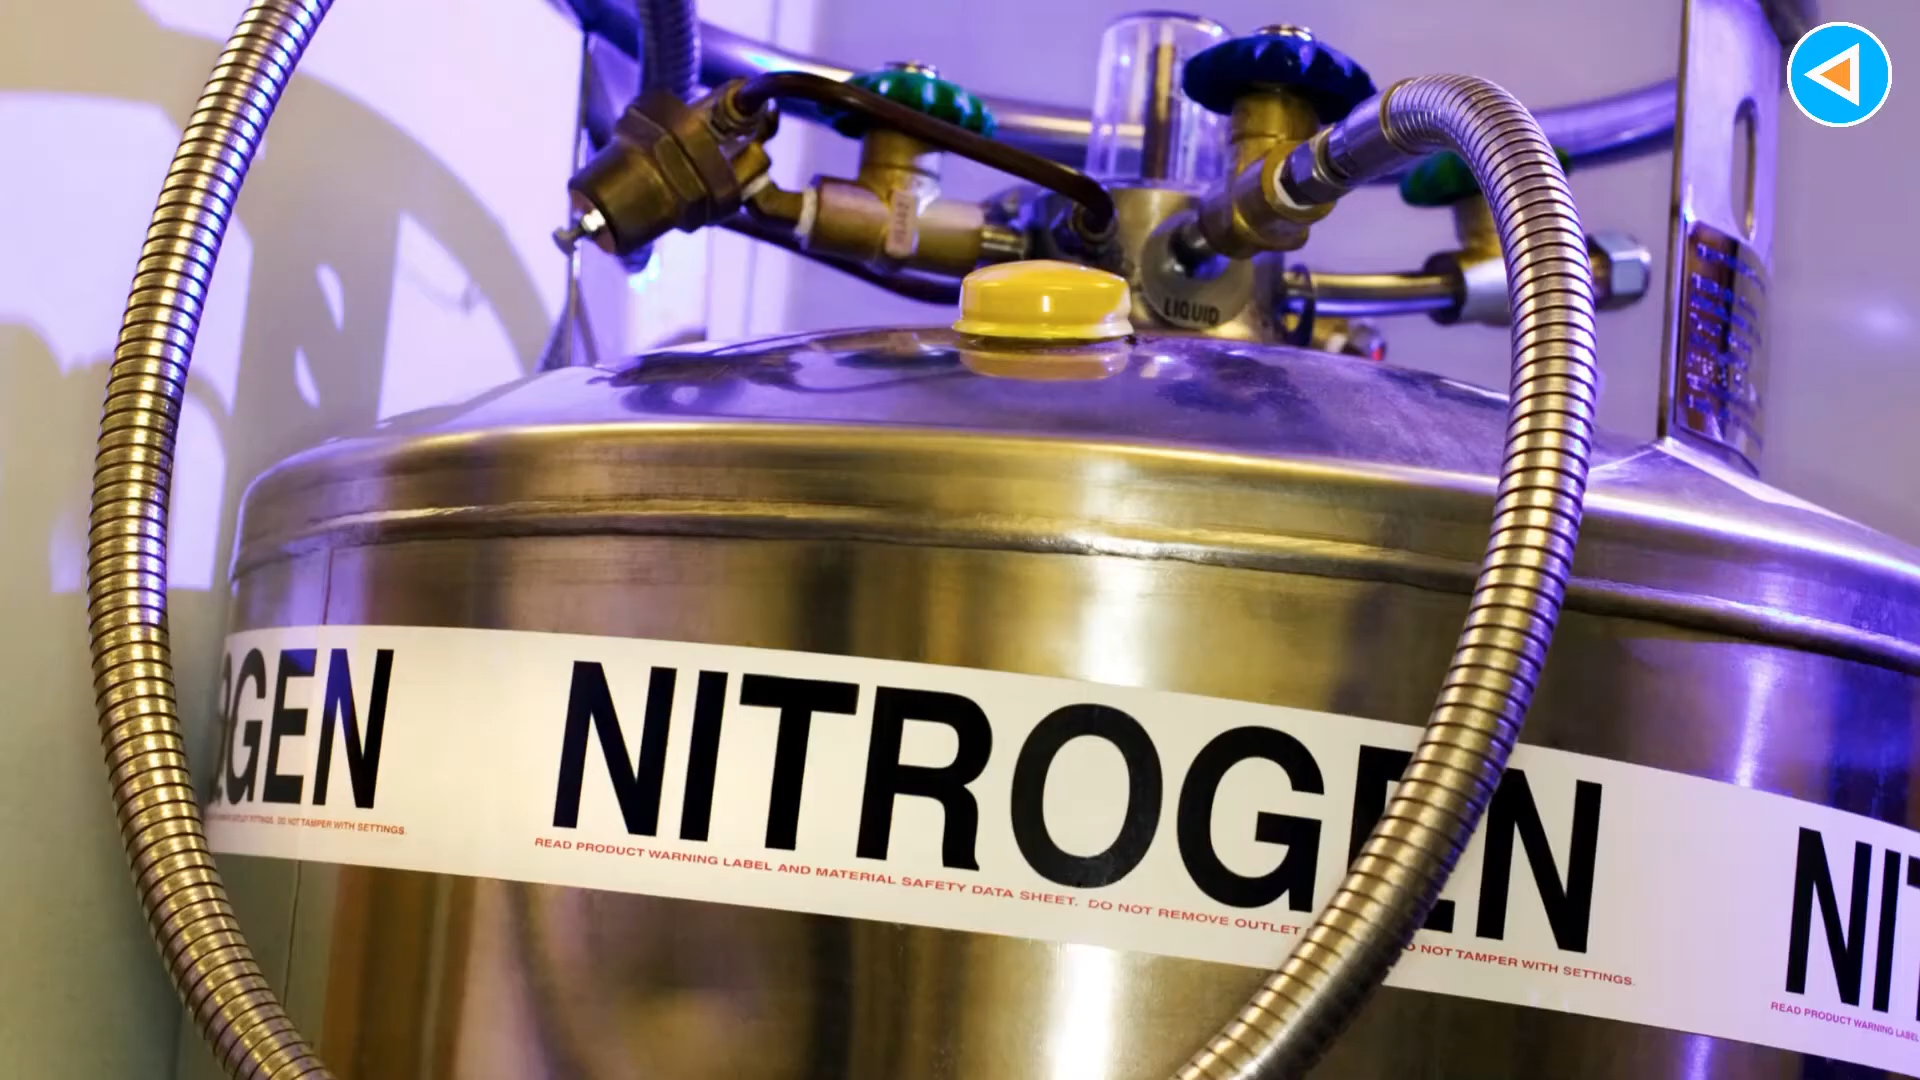 LIQUID
GEN
NITROGEN
NIT
DO NOT TAMPER WITH SETTINGS.
READ PRODUCT WARNING LABEL AND MATERIAL SAFETY DATA SHEET. DO NOT REMOVE OUTLET
NOT TAMPER WITH SETTINGS.
READ PRODUCT WARNING LABEL